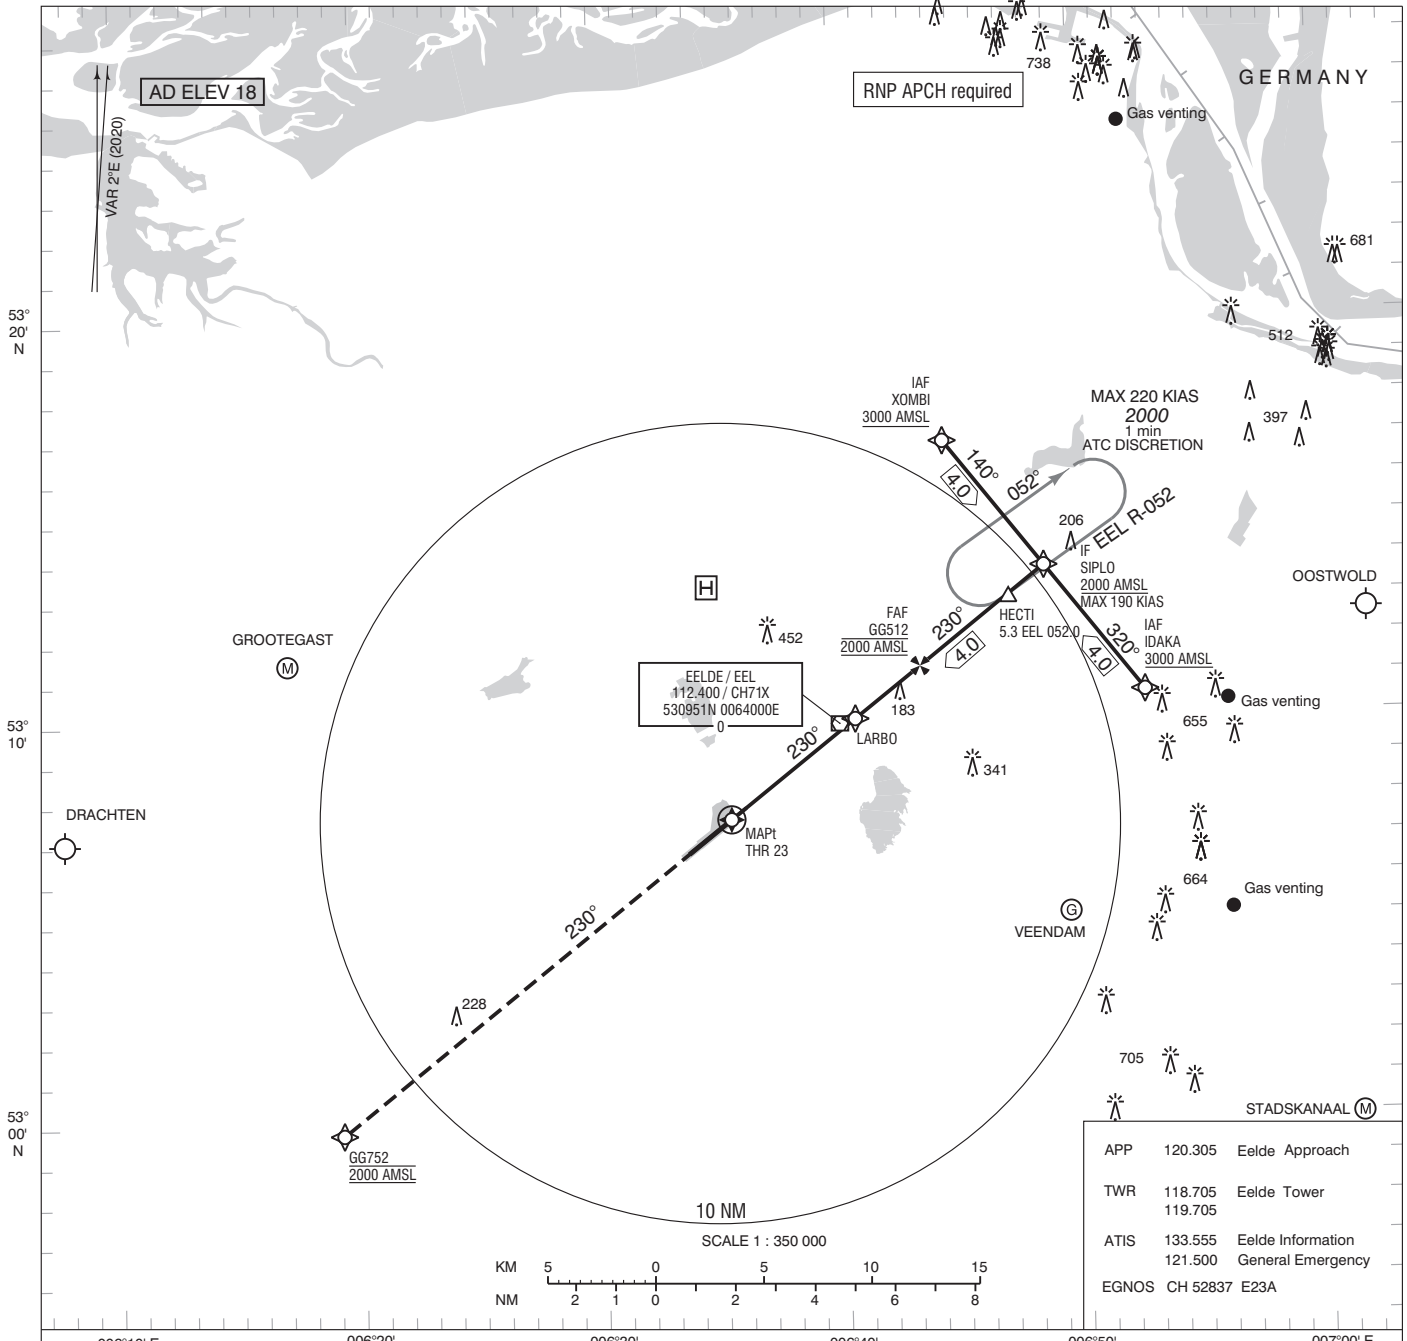 AD ELEV 18
VAR 2°E (2020)
RNP APCH required
738
GERMANY
Gas venting
681
53°
20'
N
512
397
IAF
XOMBI
3000 AMSL
MAX 220 KIAS
2000
1 min
ATC DISCRETION
140°
4.0
052°
EEL R-052
206
IF
SIPLO
2000 AMSL
MAX 190 KIAS
OOSTWOLD
H
452
GROOTEGAST
M
FAF
GG512
2000 AMSL
230°
4.0
HECTI
5.3 EEL 052.0
320°
4.0
IAF
IDAKA
3000 AMSL
Gas venting
655
EELDE / EEL
112.400 / CH71X
530951N 0064000E
0
183
LARBO
230°
341
53°
10'
DRACHTEN
MAPt
THR 23
664
Gas venting
G
VEENDAM
230°
228
705
53°
00'
N
GG752
2000 AMSL
STADSKANAAL M
10 NM
SCALE 1 : 350 000
KM 5 0 5 10 15
NM 2 1 0 2 4 6 8
APP 120.305 Eelde Approach
TWR 118.705 Eelde Tower
119.705
ATIS 133.555 Eelde Information
121.500 General Emergency
EGNOS CH 52837 E23A
006°20'
006°30'
006°40'
006°50'
007°00' E